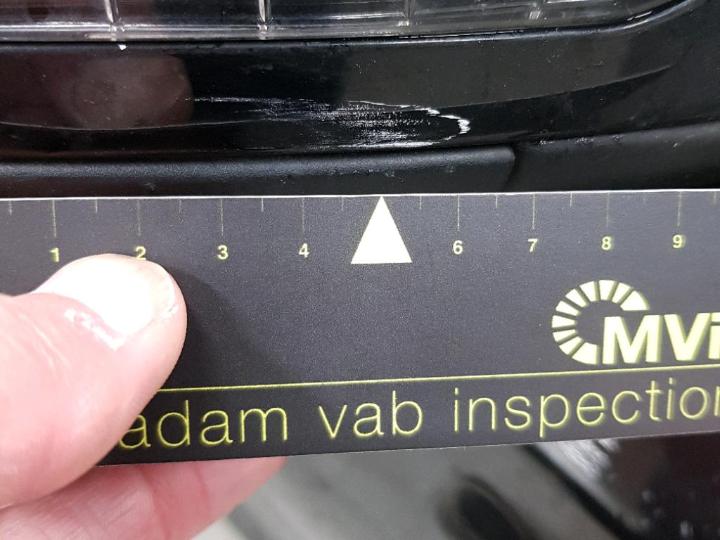 1 2 3 4 6 7 8 9
MVi
adam vab inspection